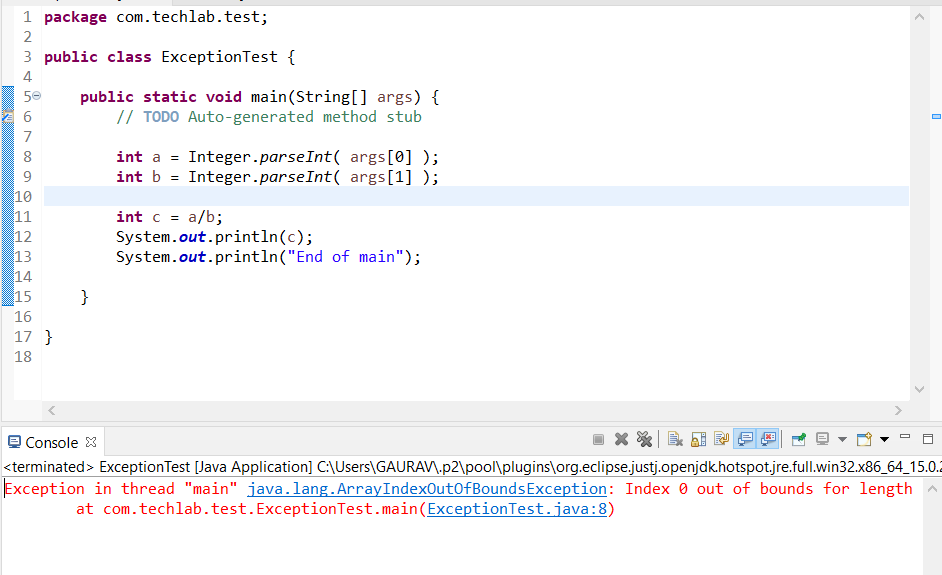 1 package com.techlab.test;
2
3 public class ExceptionTest {
4
5 public static void main(String[] args) {
6 // TODO Auto-generated method stub
7
8 int a = Integer.parseInt( args[0] );
9 int b = Integer.parseInt( args[1] );
10
11 int c = a/b;
12 System.out.println(c);
13 System.out.println("End of main");
14
15 }
16
17 }
18
Console
<terminated> ExceptionTest [Java Application] C:\Users\GAURAV\.p2\pool\plugins\org.eclipse.justj.openjdk.hotspot.jre.full.win32.x86_64_15.0.2
Exception in thread "main" java.lang.ArrayIndexOutOfBoundsException: Index 0 out of bounds for length
at com.techlab.test.ExceptionTest.main(ExceptionTest.java:8)